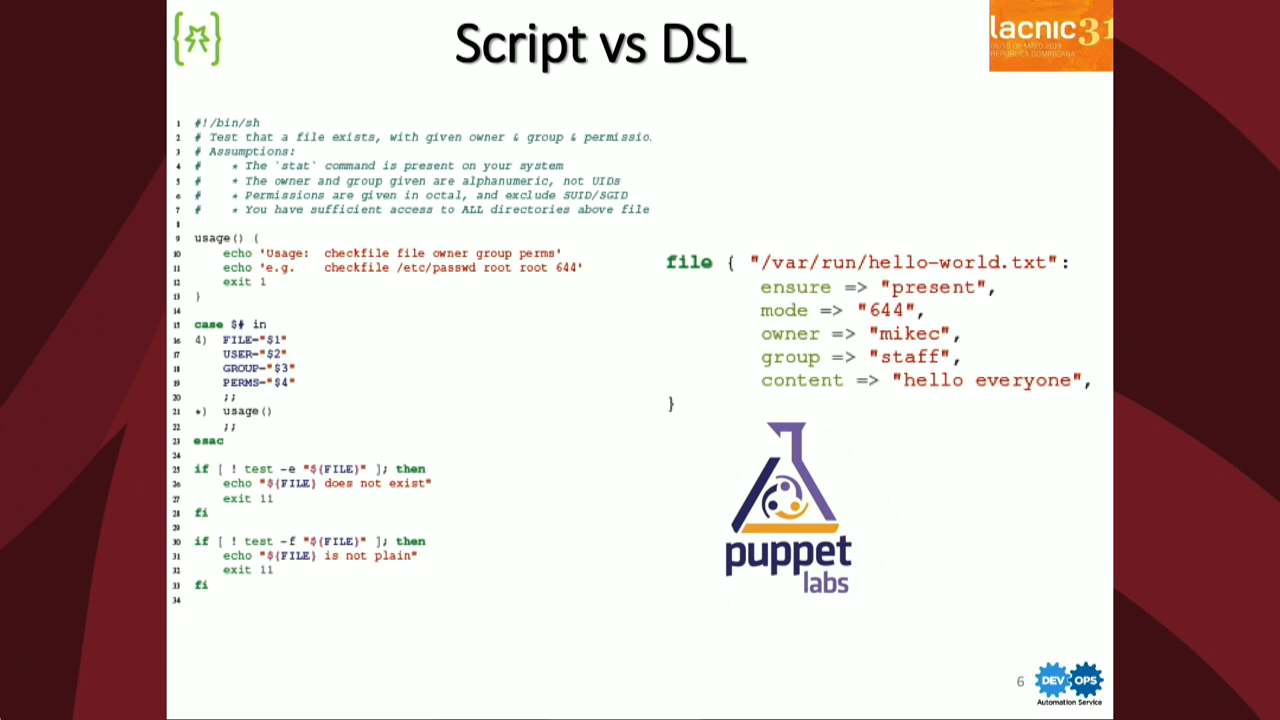 Script vs DSL
lacnic31
06/10 DE MAYO 2019
REPÚBLICA DOMINICANA
1 #!/bin/sh
2 # Test that a file exists, with given owner & group & permissio.
3 # Assumptions:
4 #    * The `stat` command is present on your system
5 #    * The owner and group given are alphanumeric, not UIDs
6 #    * Permissions are given in octal, and exclude SUID/SGID
7 #    * You have sufficient access to ALL directories above file
8
9 usage() {
10     echo 'Usage:  checkfile file owner group perms'
11     echo 'e.g.    checkfile /etc/passwd root root 644'
12     exit 1
13 }
14
15 case $# in
16 4)  FILE="$1"
17     USER="$2"
18     GROUP="$3"
19     PERMS="$4"
20     ;;
21 *)  usage()
22     ;;
23 esac
24
25 if [ ! test -e "${FILE}" ]; then
26     echo "${FILE} does not exist"
27     exit 11
28 fi
29
30 if [ ! test -f "${FILE}" ]; then
31     echo "${FILE} is not plain"
32     exit 11
33 fi
34
file { "/var/run/hello-world.txt":
ensure => "present",
mode => "644",
owner => "mikec",
group => "staff",
content => "hello everyone",
}
puppet
labs
6
DEV OPS
Automation Service